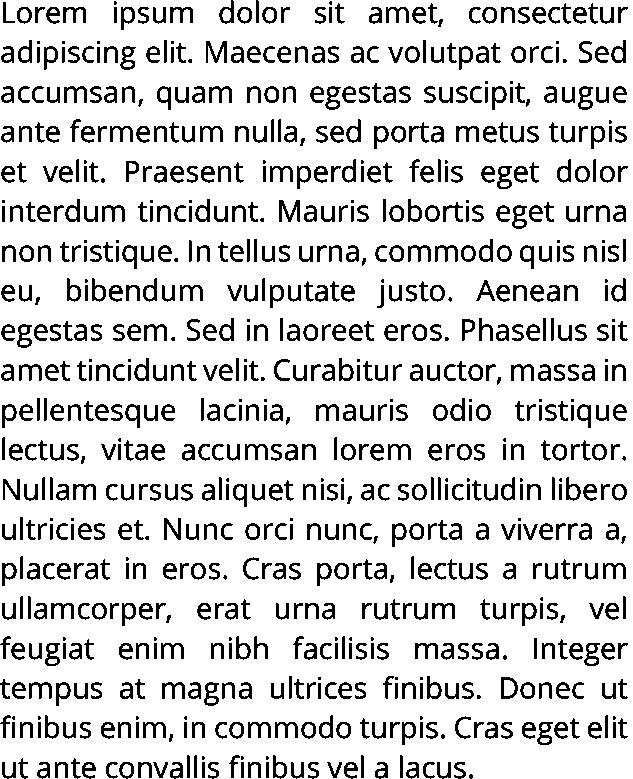 Lorem ipsum dolor sit amet, consectetur
adipiscing elit. Maecenas ac volutpat orci. Sed
accumsan, quam non egestas suscipit, augue
ante fermentum nulla, sed porta metus turpis
et velit. Praesent imperdiet felis eget dolor
interdum tincidunt. Mauris lobortis eget urna
non tristique. In tellus urna, commodo quis nisl
eu, bibendum vulputate justo. Aenean id
egestas sem. Sed in laoreet eros. Phasellus sit
amet tincidunt velit. Curabitur auctor, massa in
pellentesque lacinia, mauris odio tristique
lectus, vitae accumsan lorem eros in tortor.
Nullam cursus aliquet nisi, ac sollicitudin libero
ultricies et. Nunc orci nunc, porta a viverra a,
placerat in eros. Cras porta, lectus a rutrum
ullamcorper, erat urna rutrum turpis, vel
feugiat enim nibh facilisis massa. Integer
tempus at magna ultrices finibus. Donec ut
finibus enim, in commodo turpis. Cras eget elit
ut ante convallis finibus vel a lacus.